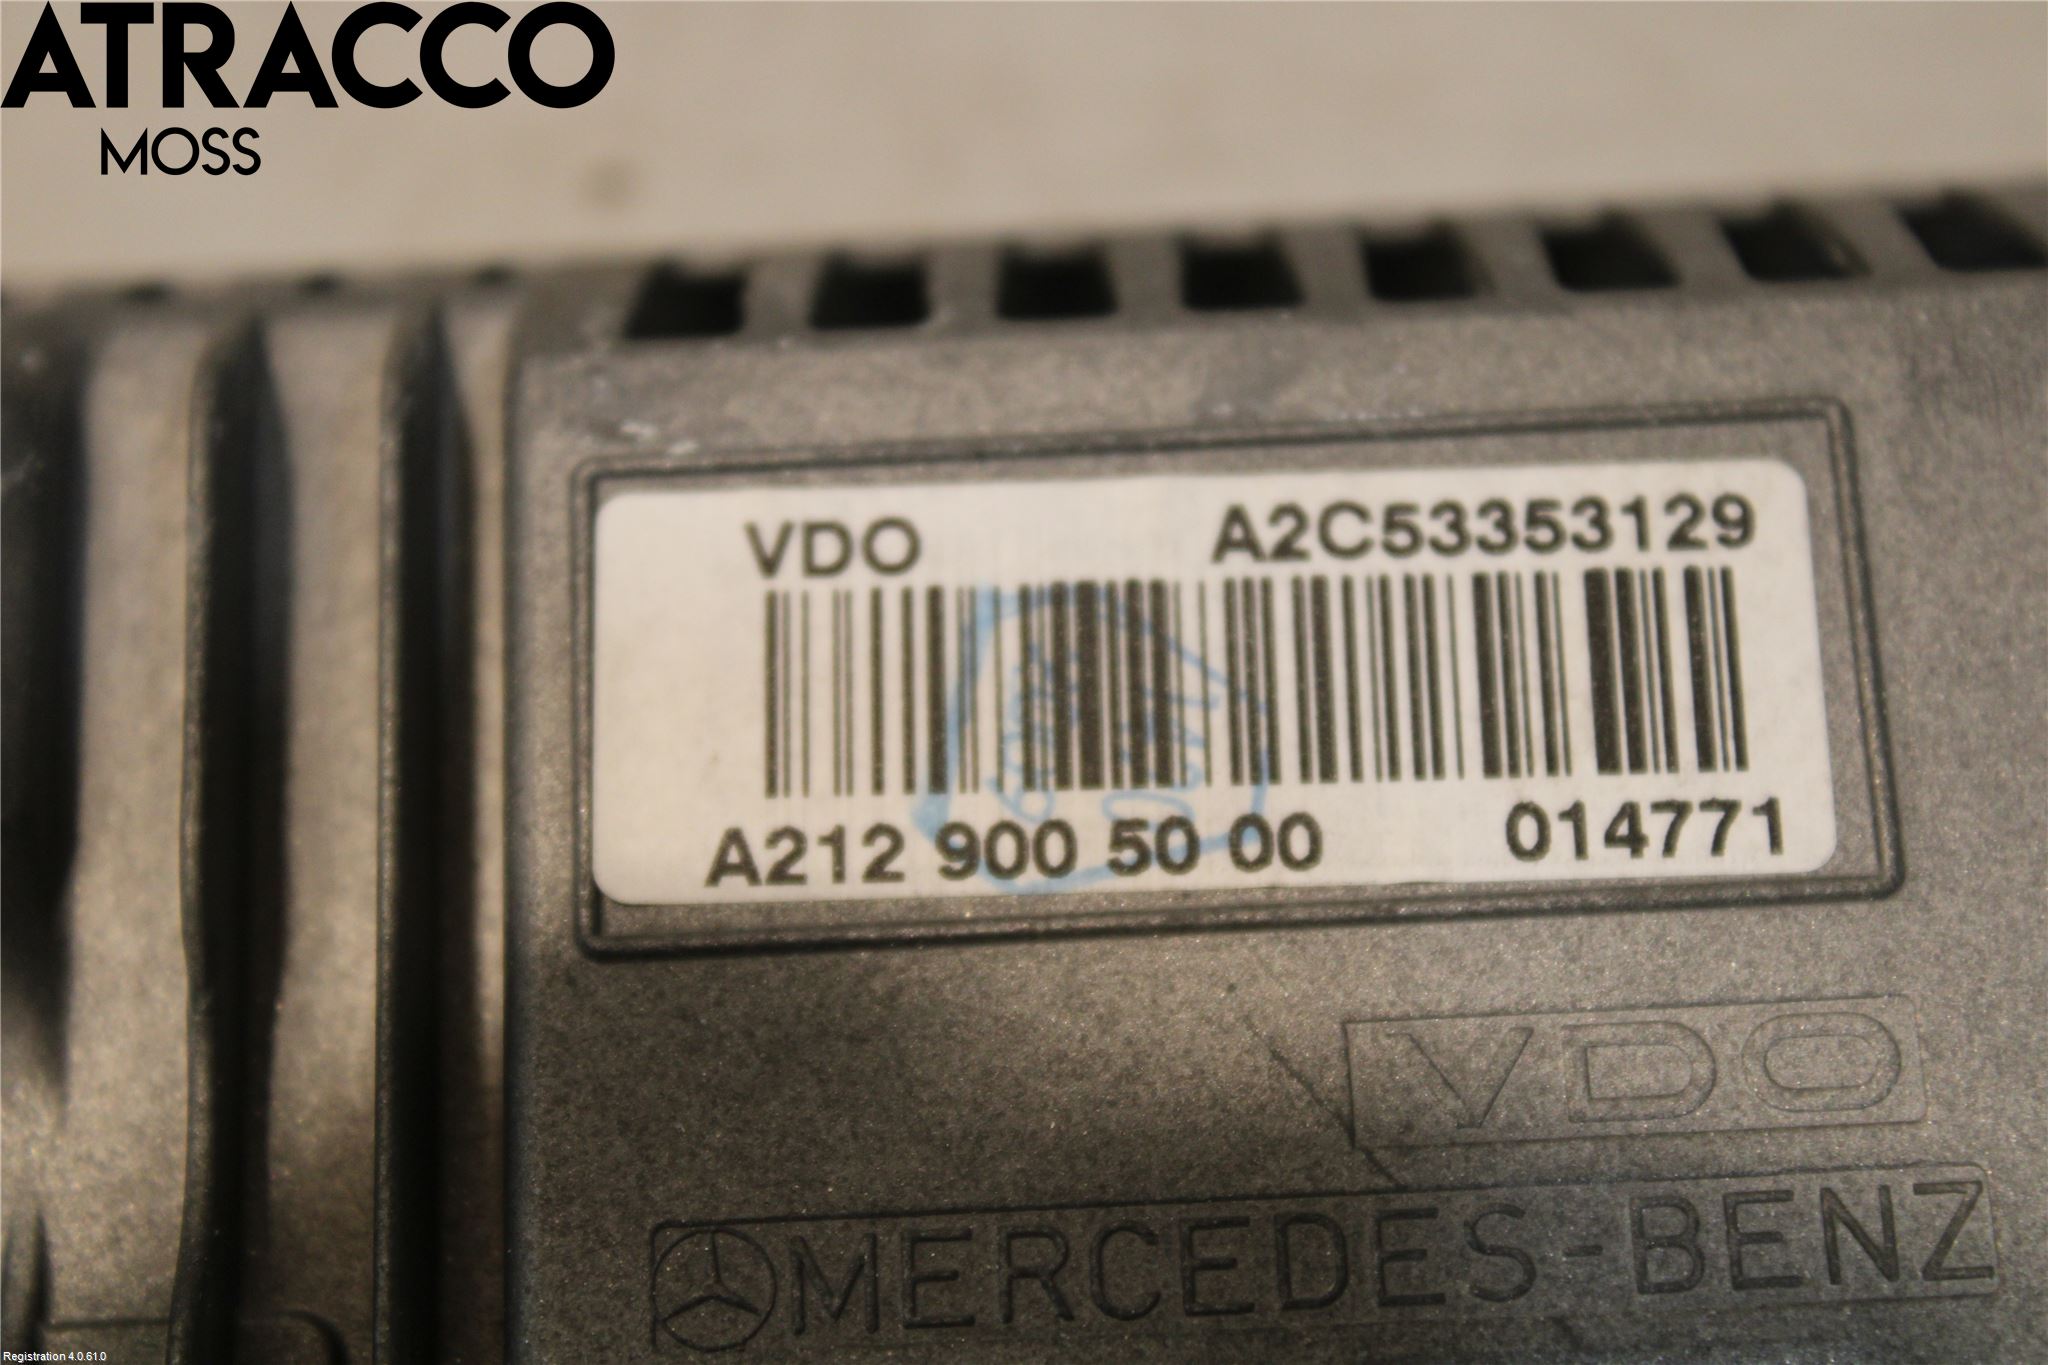 ATRACCO
MOSS
VDO A2C53353129
A212 900 50 00 014771
VDO
MERCEDES-BENZ
Registration 4.0.61.0